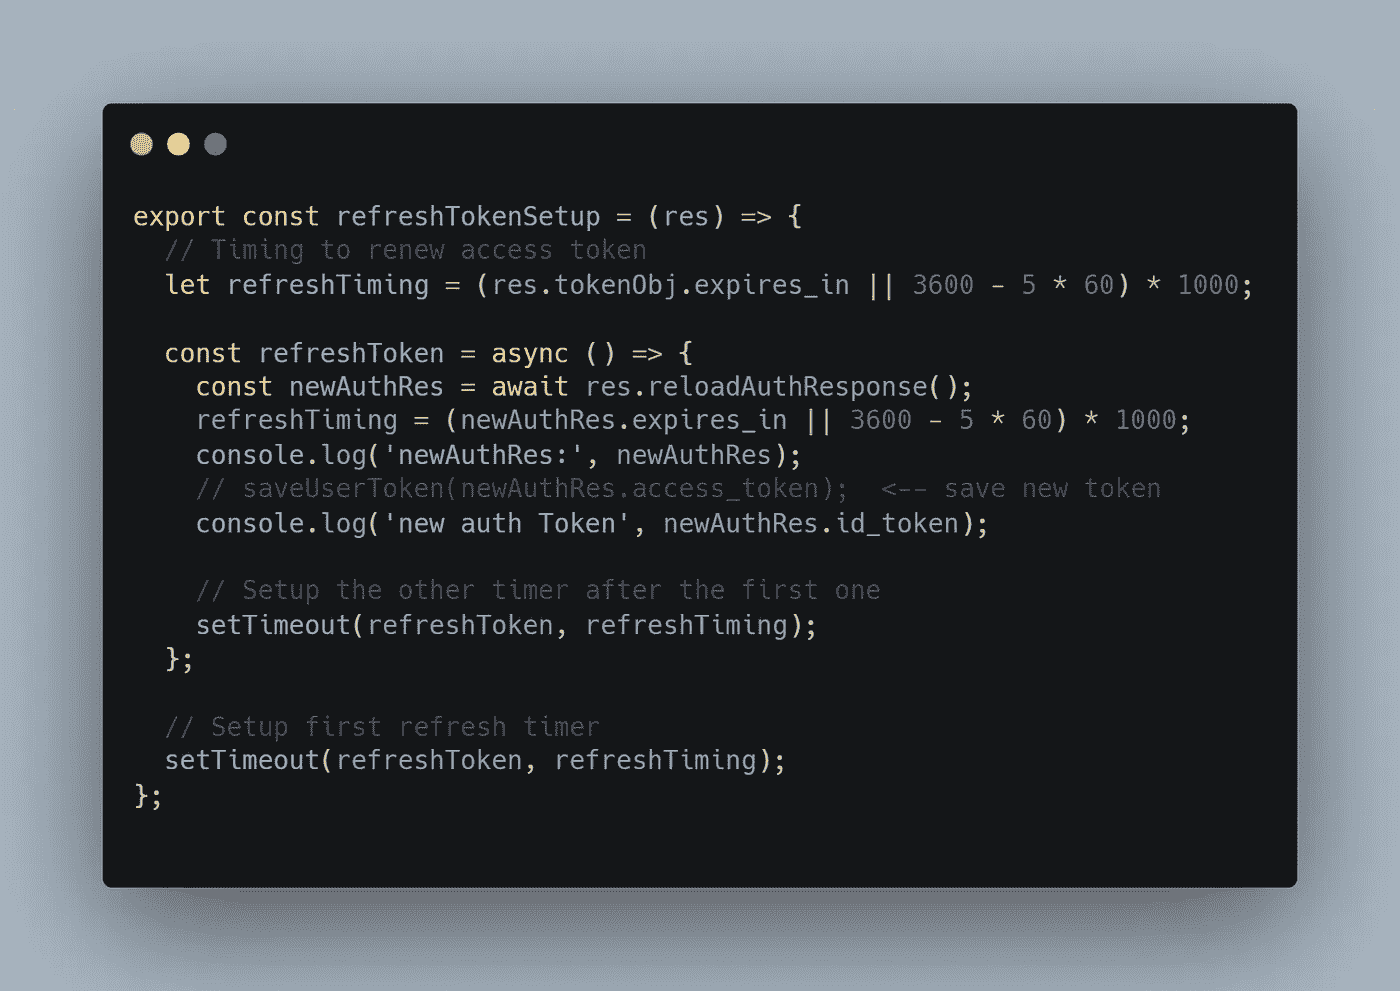 export const refreshTokenSetup = (res) => {
  // Timing to renew access token
  let refreshTiming = (res.tokenObj.expires_in || 3600 - 5 * 60) * 1000;

  const refreshToken = async () => {
    const newAuthRes = await res.reloadAuthResponse();
    refreshTiming = (newAuthRes.expires_in || 3600 - 5 * 60) * 1000;
    console.log('newAuthRes:', newAuthRes);
    // saveUserToken(newAuthRes.access_token);  <-- save new token
    console.log('new auth Token', newAuthRes.id_token);

    // Setup the other timer after the first one
    setTimeout(refreshToken, refreshTiming);
  };

  // Setup first refresh timer
  setTimeout(refreshToken, refreshTiming);
};